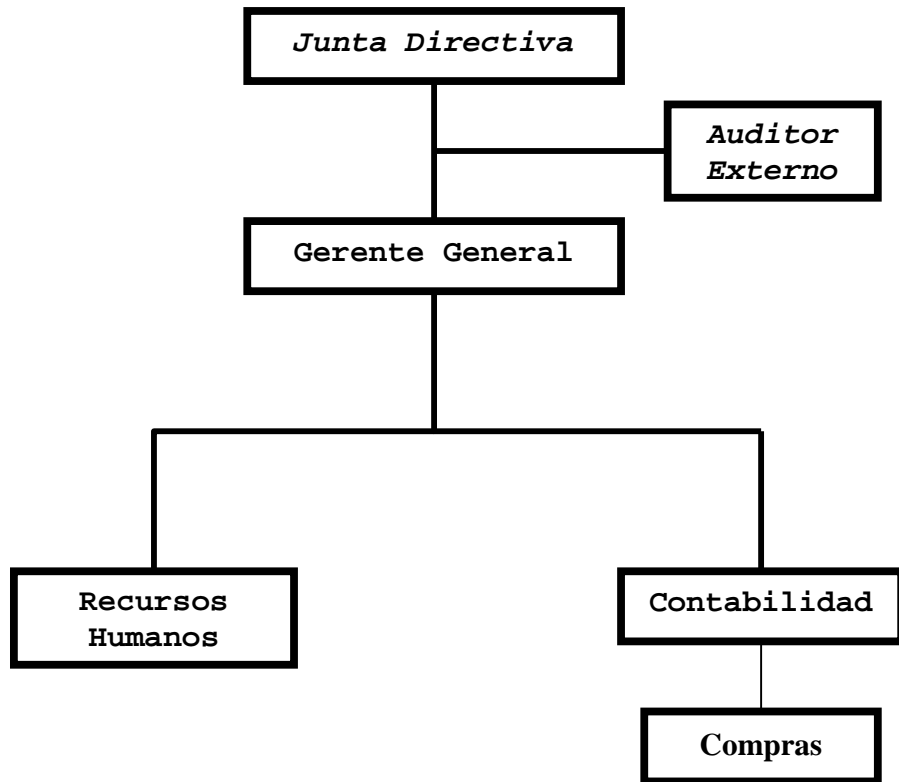 Junta Directiva
Auditor
Externo
Gerente General
Recursos
Humanos
Contabilidad
Compras